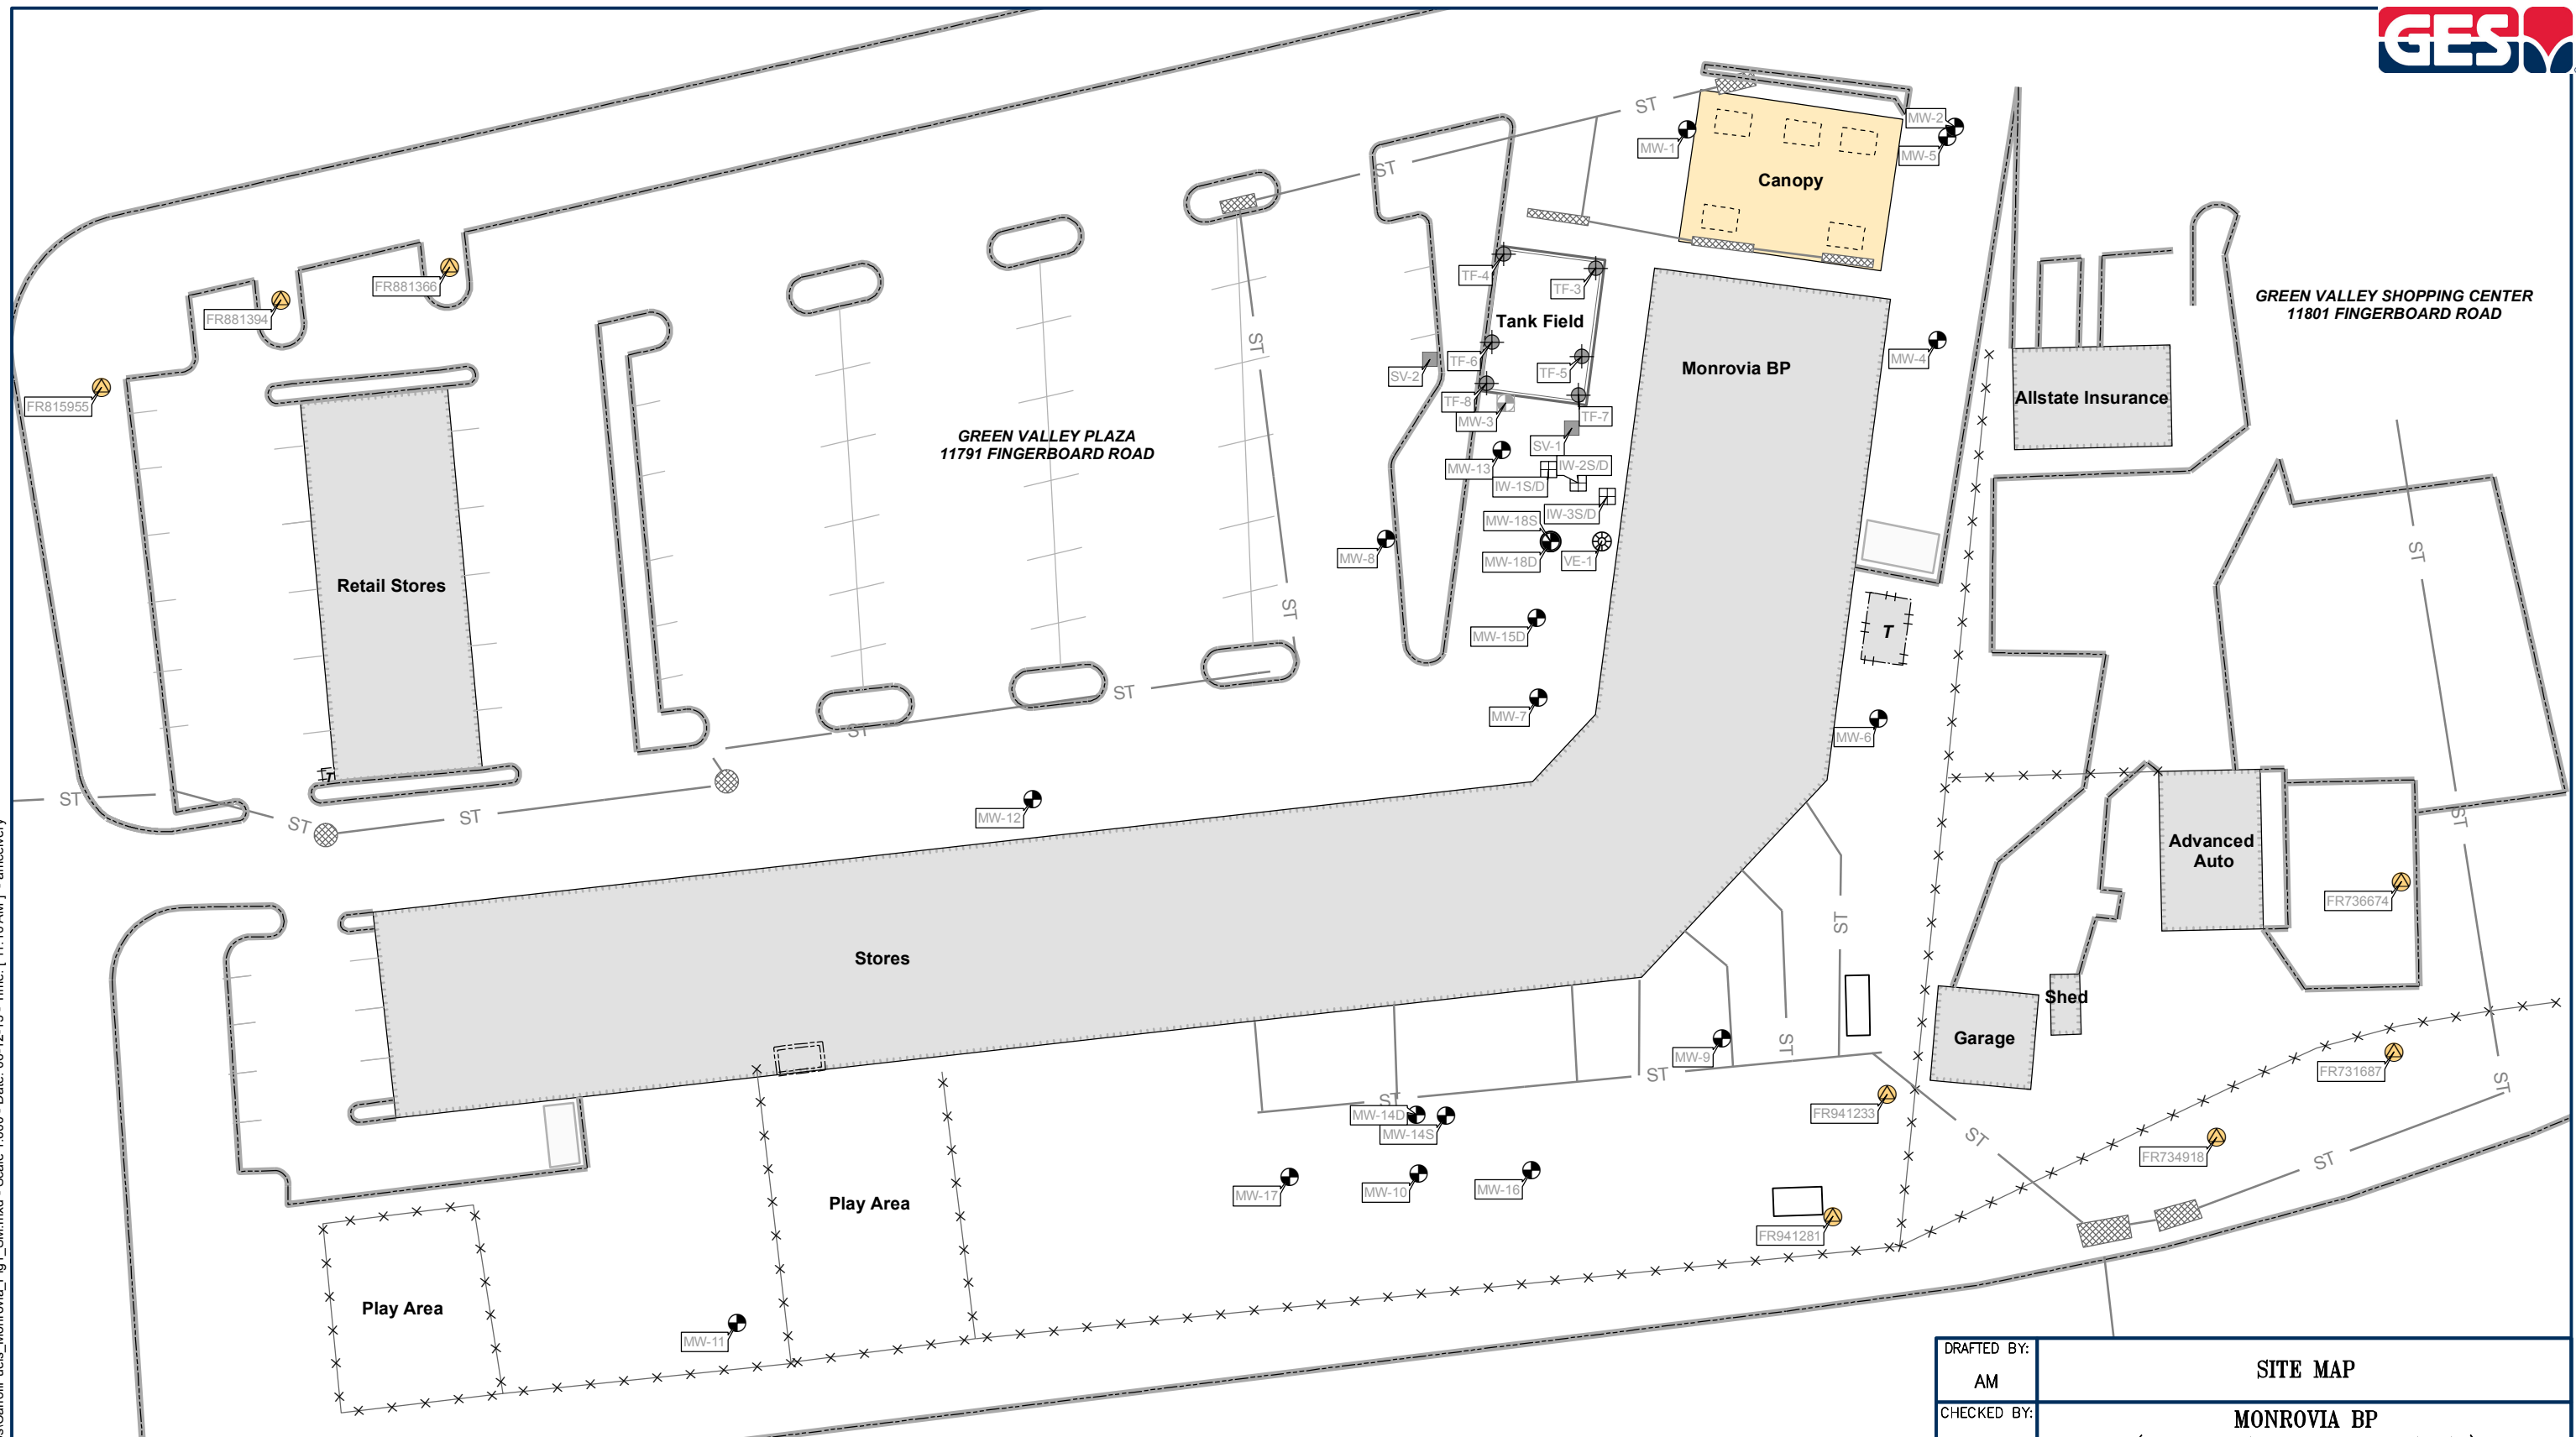 GES
ST
MW-2
MW-1
MW-5
ST
Canopy
FR881366
TF-4
TF-3
GREEN VALLEY SHOPPING CENTER
11801 FINGERBOARD ROAD
FR881394
Tank Field
ST
TF-6
MW-4
SV-2
TF-5
Monrovia BP
FR815955
TF-8
Allstate Insurance
MW-3
TF-7
GREEN VALLEY PLAZA
11791 FINGERBOARD ROAD
SV-1
MW-13
IW-2S/D
IW-1S/D
IW-3S/D
MW-18S
ST
MW-8
MW-18D
VE-1
Retail Stores
ST
MW-15D
T
ST
MW-7
ST
MW-6
T
ST
ST
ST
ST
MW-12
ST
Advanced
Auto
FR736674
ST
Stores
Shed
Garage
ST
MW-9
ST
FR731687
ST
ST
MW-14D
FR941233
MW-14S
ST
FR734918
ST
MW-17
MW-10
MW-16
Play Area
FR941281
Play Area
MW-11
DRAFTED BY:
AM
SITE MAP
CHECKED BY:
MONROVIA BP